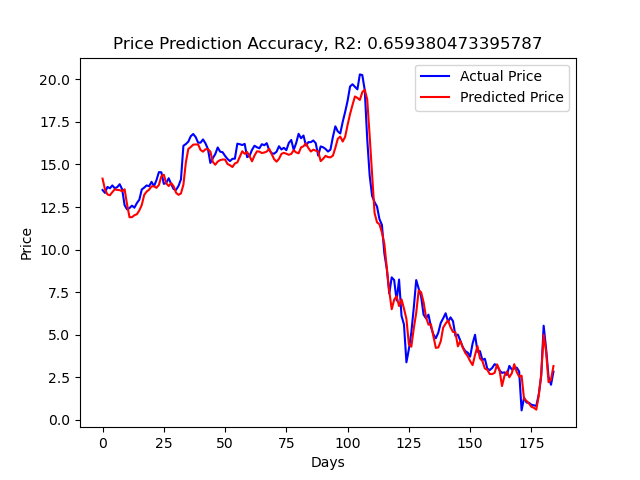 Price Prediction Accuracy, R2: 0.659380473395787
Actual Price
Predicted Price
20.0
17.5
15.0
12.5
10.0
7.5
5.0
2.5
0.0
Price
0 25 50 75 100 125 150 175
Days